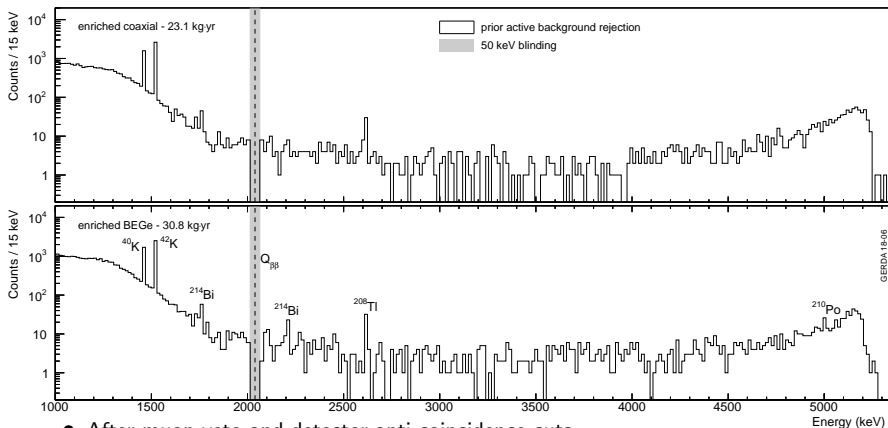 enriched coaxial - 23.1 kg·yr
prior active background rejection
50 keV blinding
Counts / 15 keV
10⁴
10³
10²
10
1
enriched BEGe - 30.8 kg·yr
⁴⁰K
⁴²K
²¹⁴Bi
Qββ
²¹⁴Bi
²⁰⁸Tl
²¹⁰Po
GERDA 18-06
Counts / 15 keV
10⁴
10³
10²
10
1
1000 1500 2000 2500 3000 3500 4000 4500 5000
Energy (keV)
After muon veto and detector anti-coincidence cuts